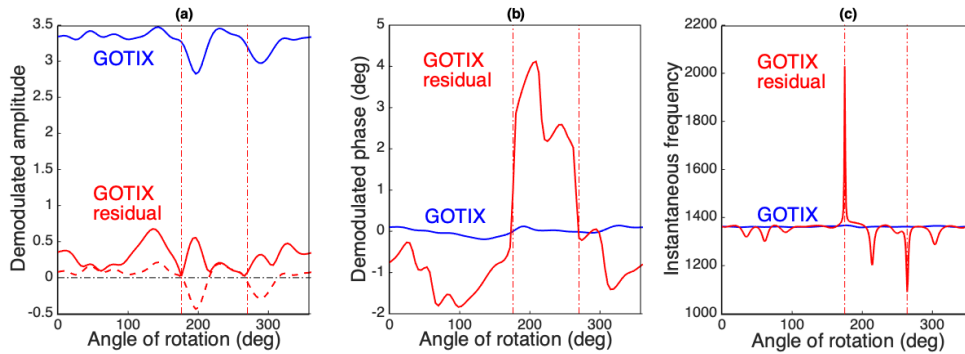 (a)
3.5
3
2.5
2
1.5
1
0.5
0
-0.5
0
100
200
300
Demodulated amplitude
Angle of rotation (deg)
GOTIX
GOTIX
residual
(b)
5
4
3
2
1
0
-1
-2
0
100
200
300
Demodulated phase (deg)
Angle of rotation (deg)
GOTIX
residual
GOTIX
(c)
2200
2000
1800
1600
1400
1200
1000
0
100
200
300
Instantaneous frequency
Angle of rotation (deg)
GOTIX
residual
GOTIX